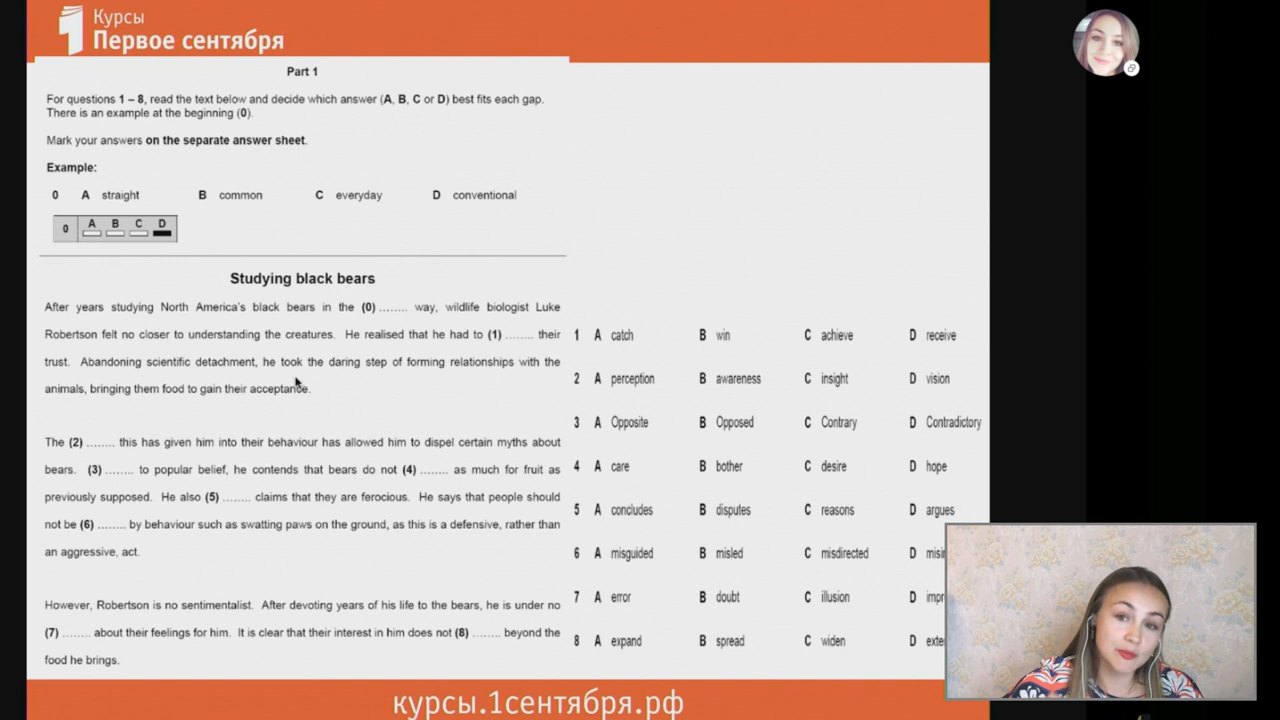 Курсы
Первое сентября
Part 1
For questions 1 – 8, read the text below and decide which answer (A, B, C or D) best fits each gap.
There is an example at the beginning (0).
Mark your answers on the separate answer sheet.
Example:
0 A straight B common C everyday D conventional
0 A B C D
Studying black bears
After years studying North America's black bears in the (0) ........ way, wildlife biologist Luke
Robertson felt no closer to understanding the creatures. He realised that he had to (1) ........ their
trust. Abandoning scientific detachment, he took the daring step of forming relationships with the
animals, bringing them food to gain their acceptance.
The (2) ........ this has given him into their behaviour has allowed him to dispel certain myths about
bears. (3) ........ to popular belief, he contends that bears do not (4) ........ as much for fruit as
previously supposed. He also (5) ........ claims that they are ferocious. He says that people should
not be (6) ........ by behaviour such as swatting paws on the ground, as this is a defensive, rather than
an aggressive, act.
However, Robertson is no sentimentalist. After devoting years of his life to the bears, he is under no
(7) ........ about their feelings for him. It is clear that their interest in him does not (8) ........ beyond the
food he brings.
1 A catch B win C achieve D receive
2 A perception B awareness C insight D vision
3 A Opposite B Opposed C Contrary D Contradictory
4 A care B bother C desire D hope
5 A concludes B disputes C reasons D argues
6 A misguided B misled C misdirected D
7 A error B doubt C illusion D
8 A expand B spread C widen D
курсы.1сентября.рф